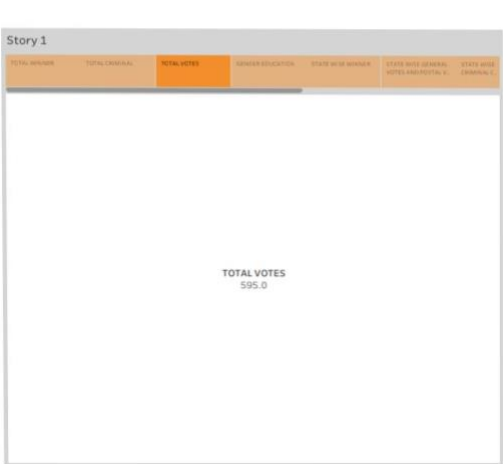 Story 1
TOTAL WINNER
TOTAL CRIMINAL
TOTAL VOTES
GENDER EDUCATION
STATE WISE WINNER
STATE WISE GENERAL
VOTES AND POSTAL V..
STATE WISE
CRIMINAL C..
TOTAL VOTES
595.0